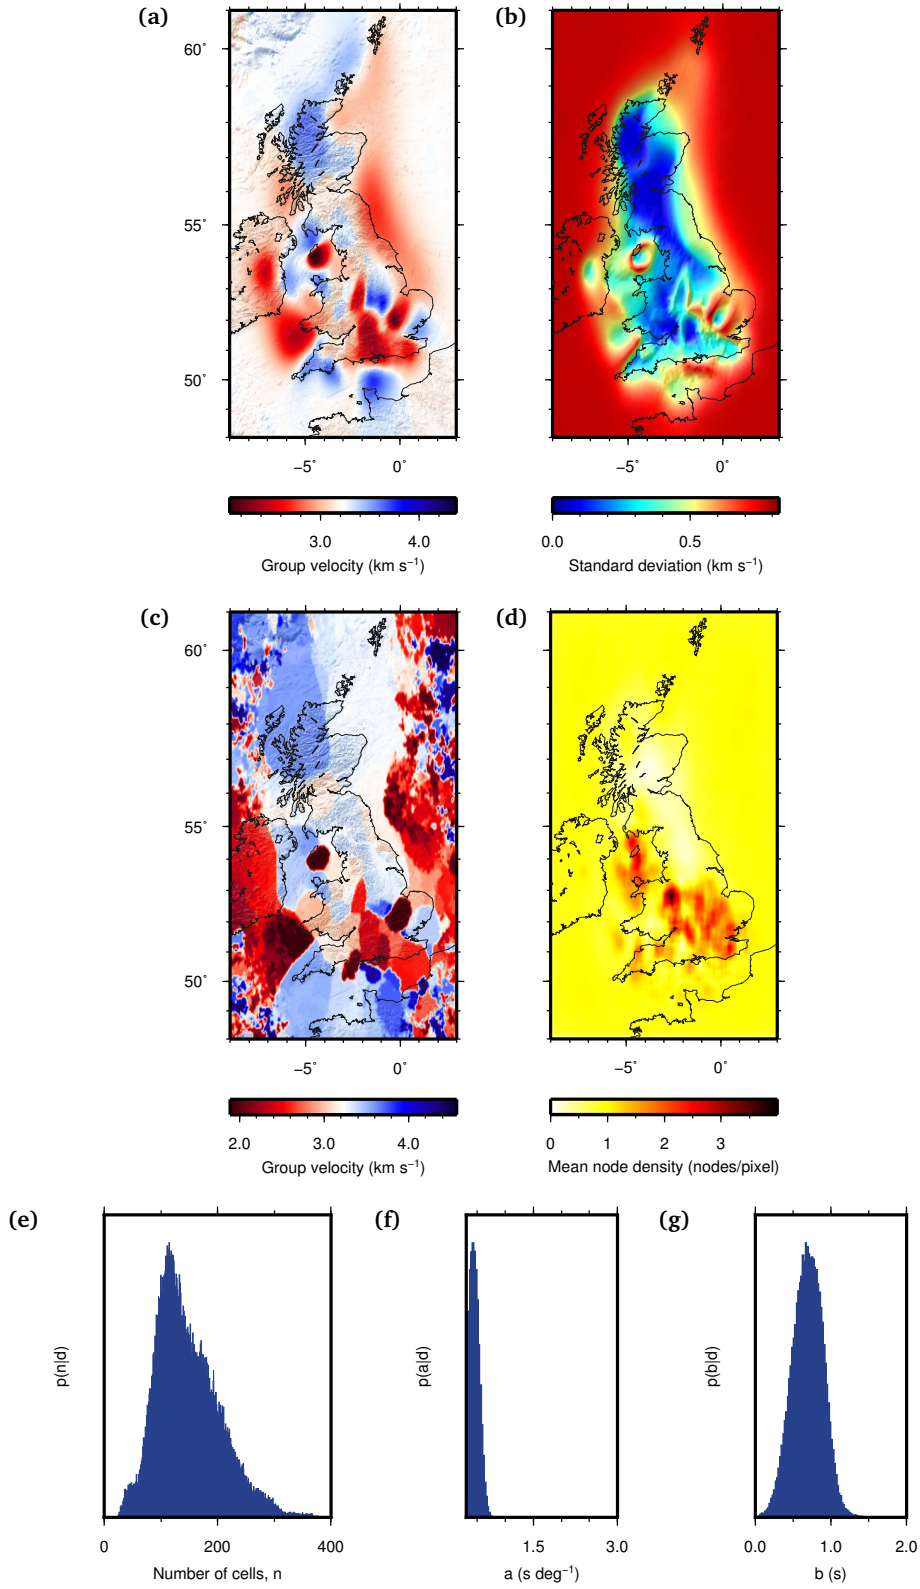 (a)
(b)
60˚
55˚
50˚
−5˚ 0˚
−5˚ 0˚
3.0 4.0
0.0 0.5
Group velocity (km s⁻¹)
Standard deviation (km s⁻¹)
(c)
(d)
60˚
55˚
50˚
−5˚ 0˚
−5˚ 0˚
2.0 3.0 4.0
0 1 2 3
Group velocity (km s⁻¹)
Mean node density (nodes/pixel)
(e)
(f)
(g)
p(n|d)
p(a|d)
p(b|d)
0 200 400
1.5 3.0
0.0 1.0 2.0
Number of cells, n
a (s deg⁻¹)
b (s)